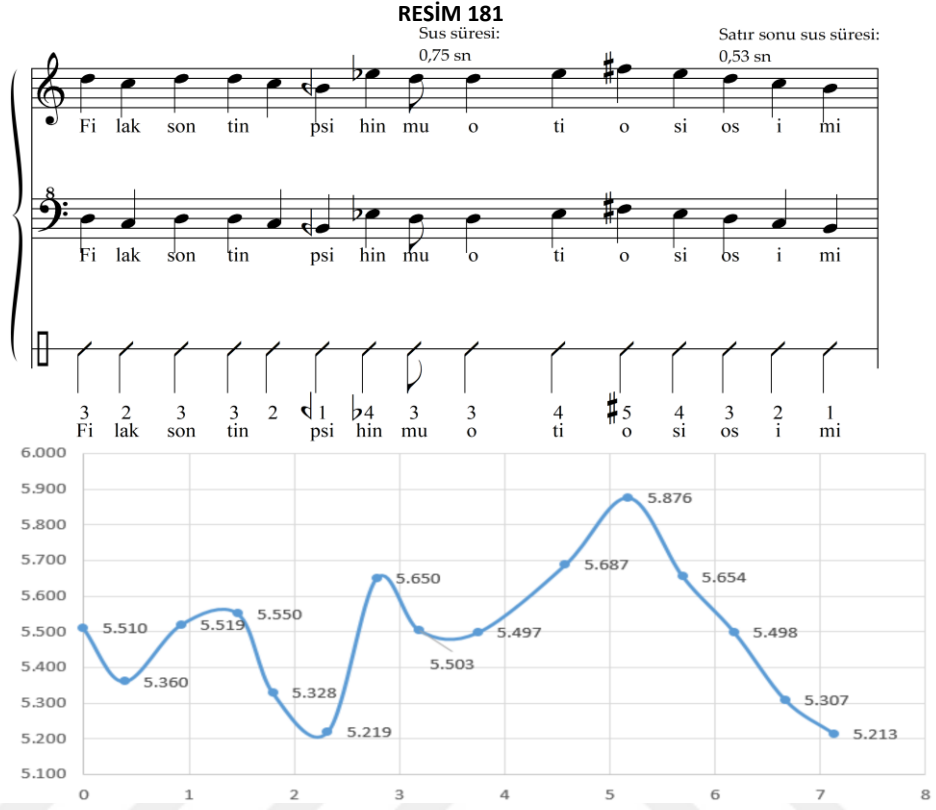 RESİM 181
Sus süresi:
0,75 sn
Satır sonu sus süresi:
0,53 sn
Fi lak son tin psi hin mu o ti o si os i mi
8
Fi lak son tin psi hin mu o ti o si os i mi
3 2 3 3 2 1 4 3 3 4 5 4 3 2 1
Fi lak son tin psi hin mu o ti o si os i mi
6.000
5.900
5.800
5.700
5.600
5.500
5.400
5.300
5.200
5.100
5.510
5.360
5.519
5.550
5.328
5.219
5.650
5.503
5.497
5.687
5.876
5.654
5.498
5.307
5.213
0 1 2 3 4 5 6 7 8